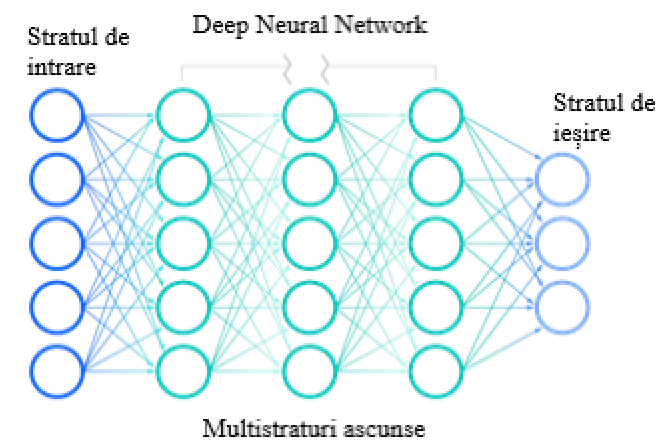 Deep Neural Network
Stratul de
intrare
Stratul de
ieșire
Multistraturi ascunse